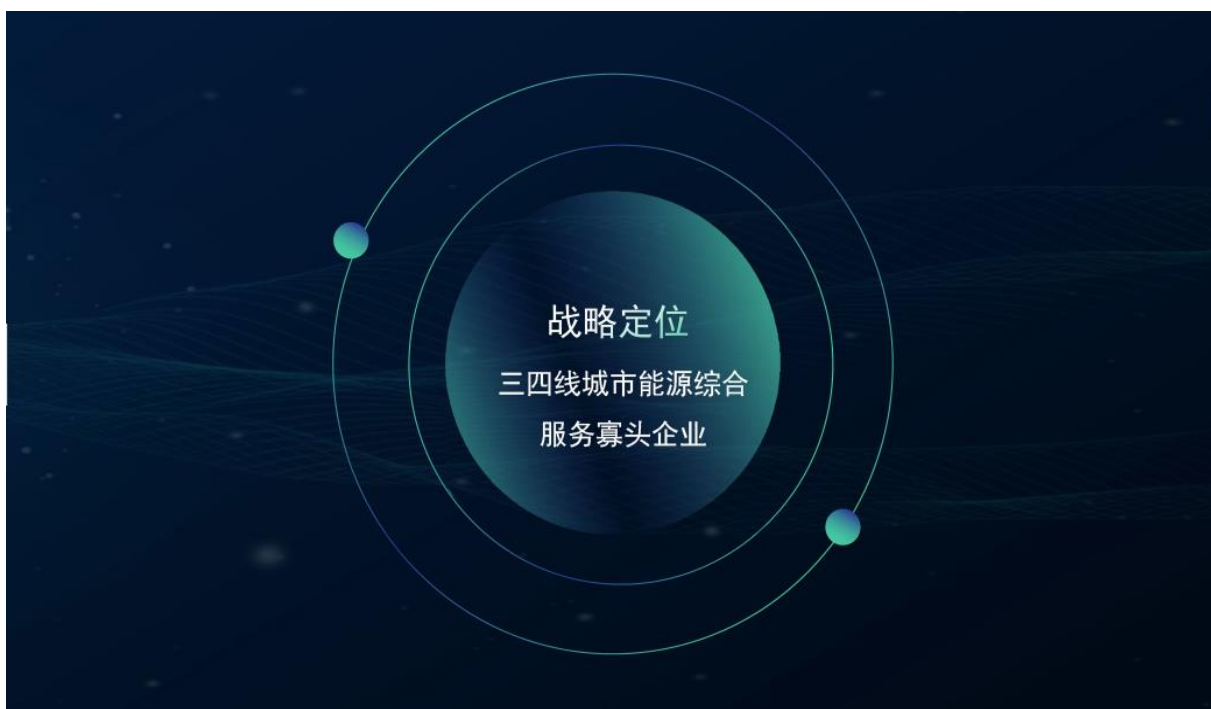 战略定位
三四线城市能源综合
服务寡头企业